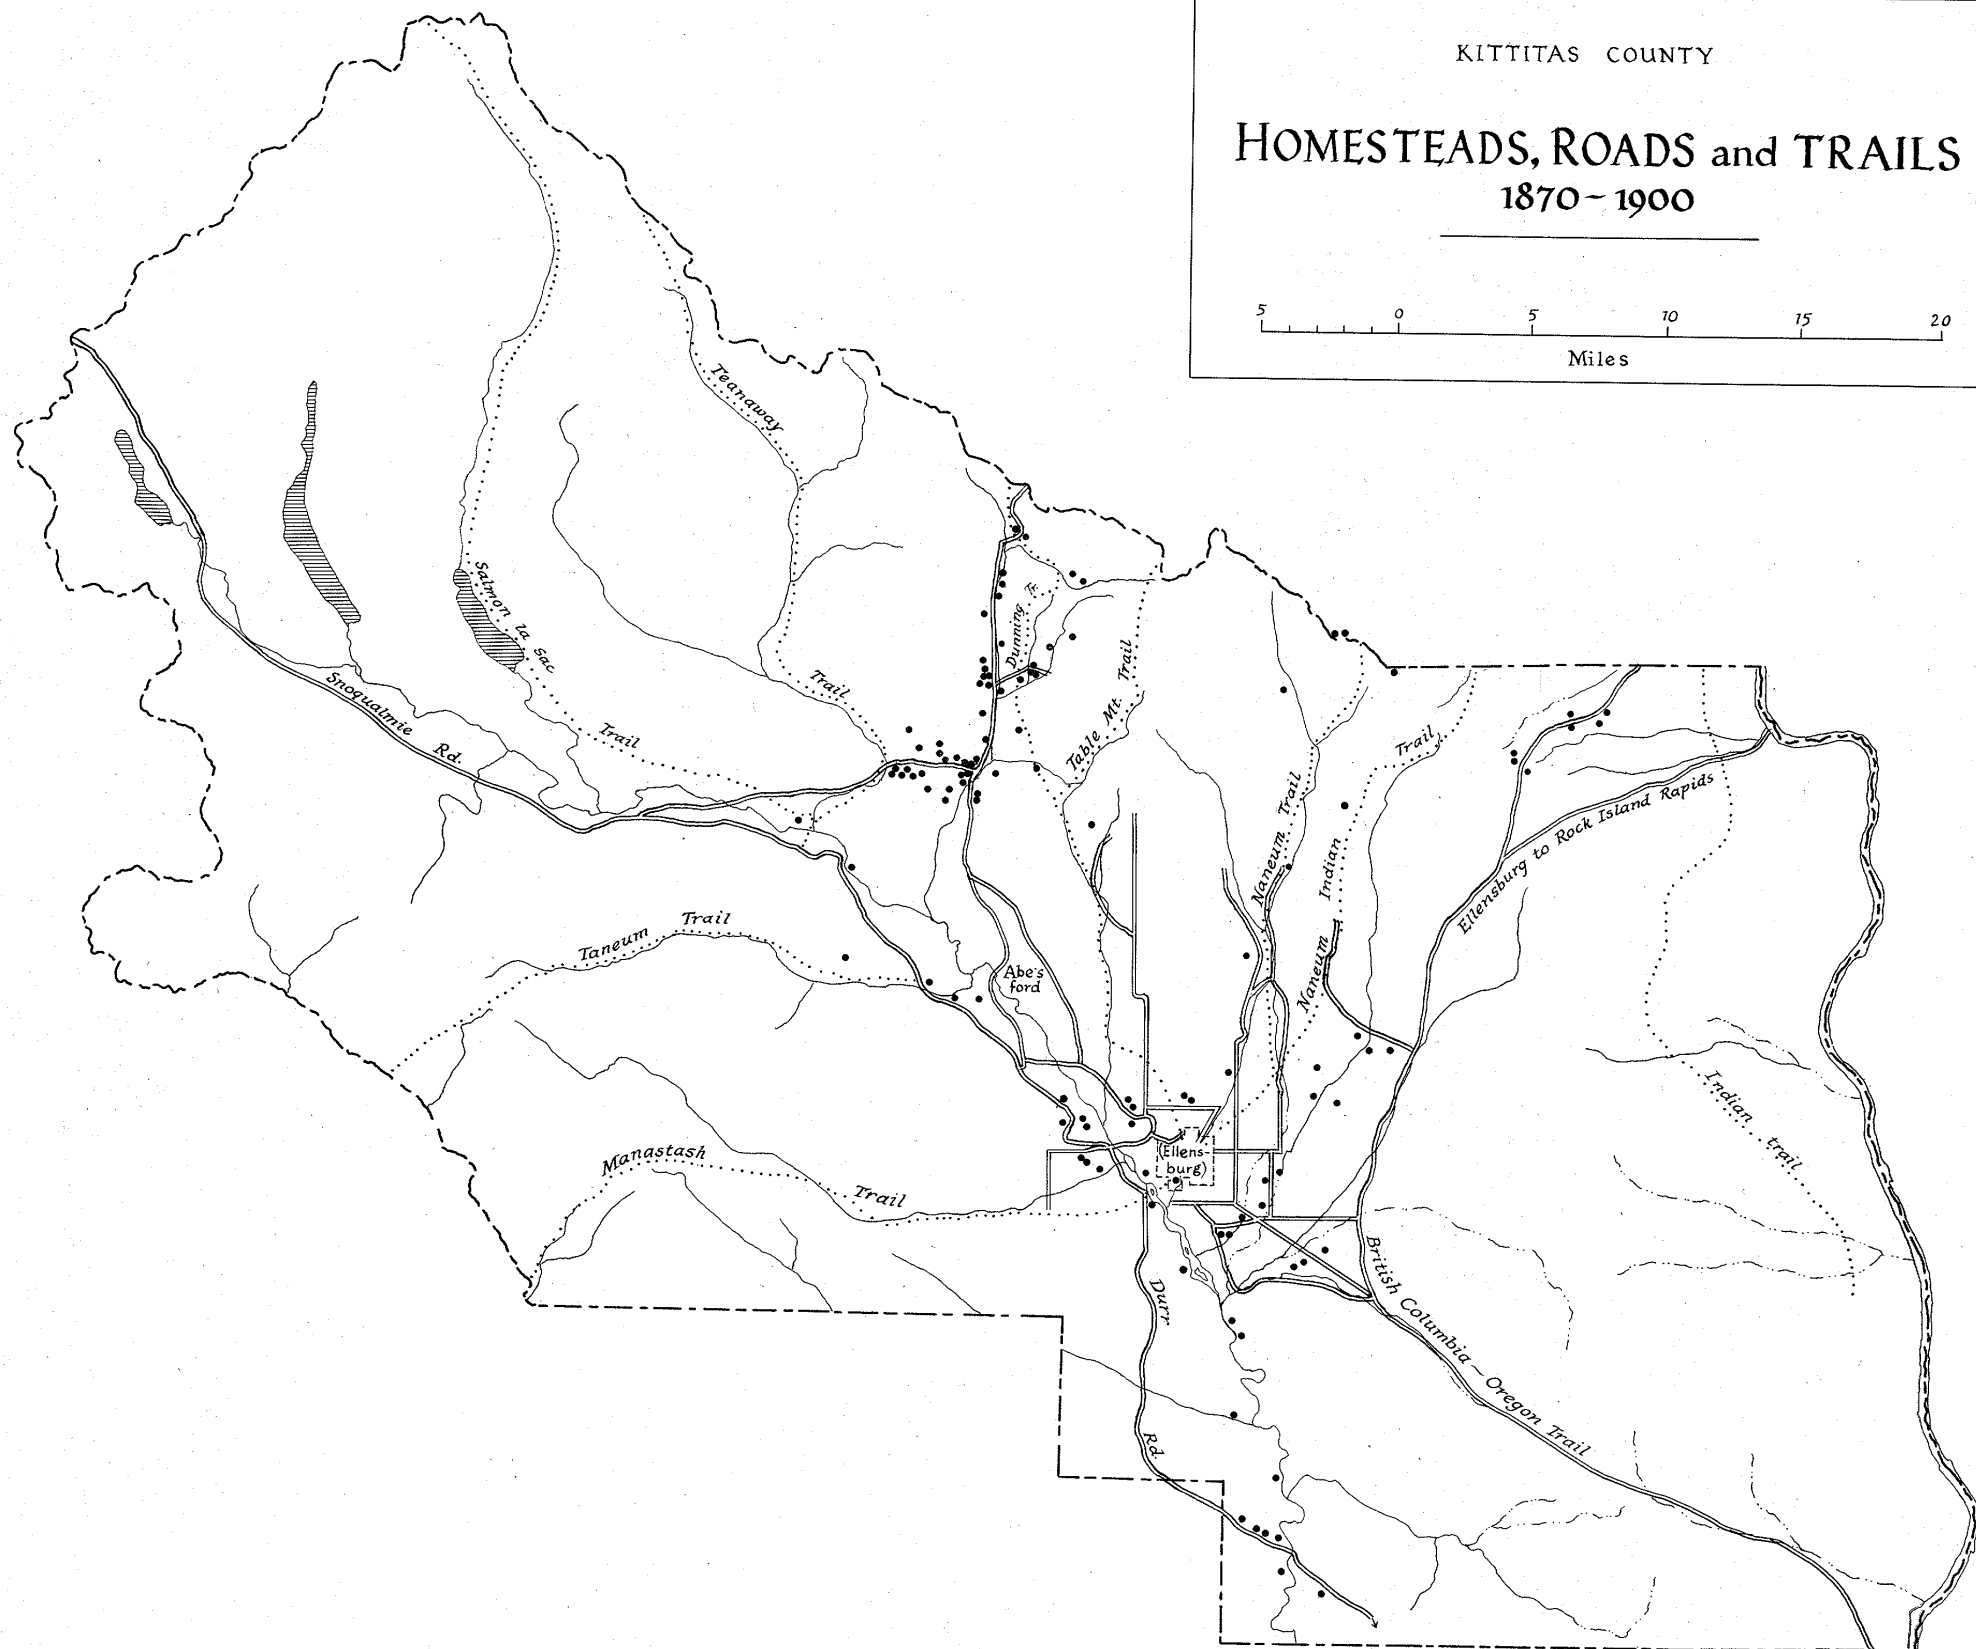 KITTITAS COUNTY
HOMESTEADS, ROADS and TRAILS
1870-1900
5 0 5 10 15 20
Miles
Teanaway
Trail
Salmon la Sac
Trail
Dunning Tr.
Table Mt. Trail
Snoqualmie Rd.
Naneum Trail
Naneum Indian Trail
Ellensburg to Rock Island Rapids
Taneum Trail
Abe's
ford
Indian trail
Manastash Trail
(Ellens-
burg)
Durr Rd.
British Columbia - Oregon Trail